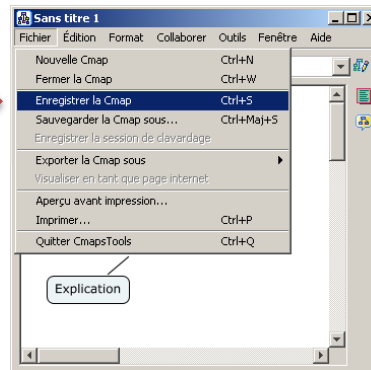 Sans titre 1
Fichier Édition Format Collaborer Outils Fenêtre Aide
Nouvelle Cmap Ctrl+N
Fermer la Cmap Ctrl+W
Enregistrer la Cmap Ctrl+S
Sauvegarder la Cmap sous... Ctrl+Maj+S
Enregistrer la session de clavardage
Exporter la Cmap sous
Visualiser en tant que page internet
Aperçu avant impression...
Imprimer... Ctrl+P
Quitter CmapsTools Ctrl+Q
Explication